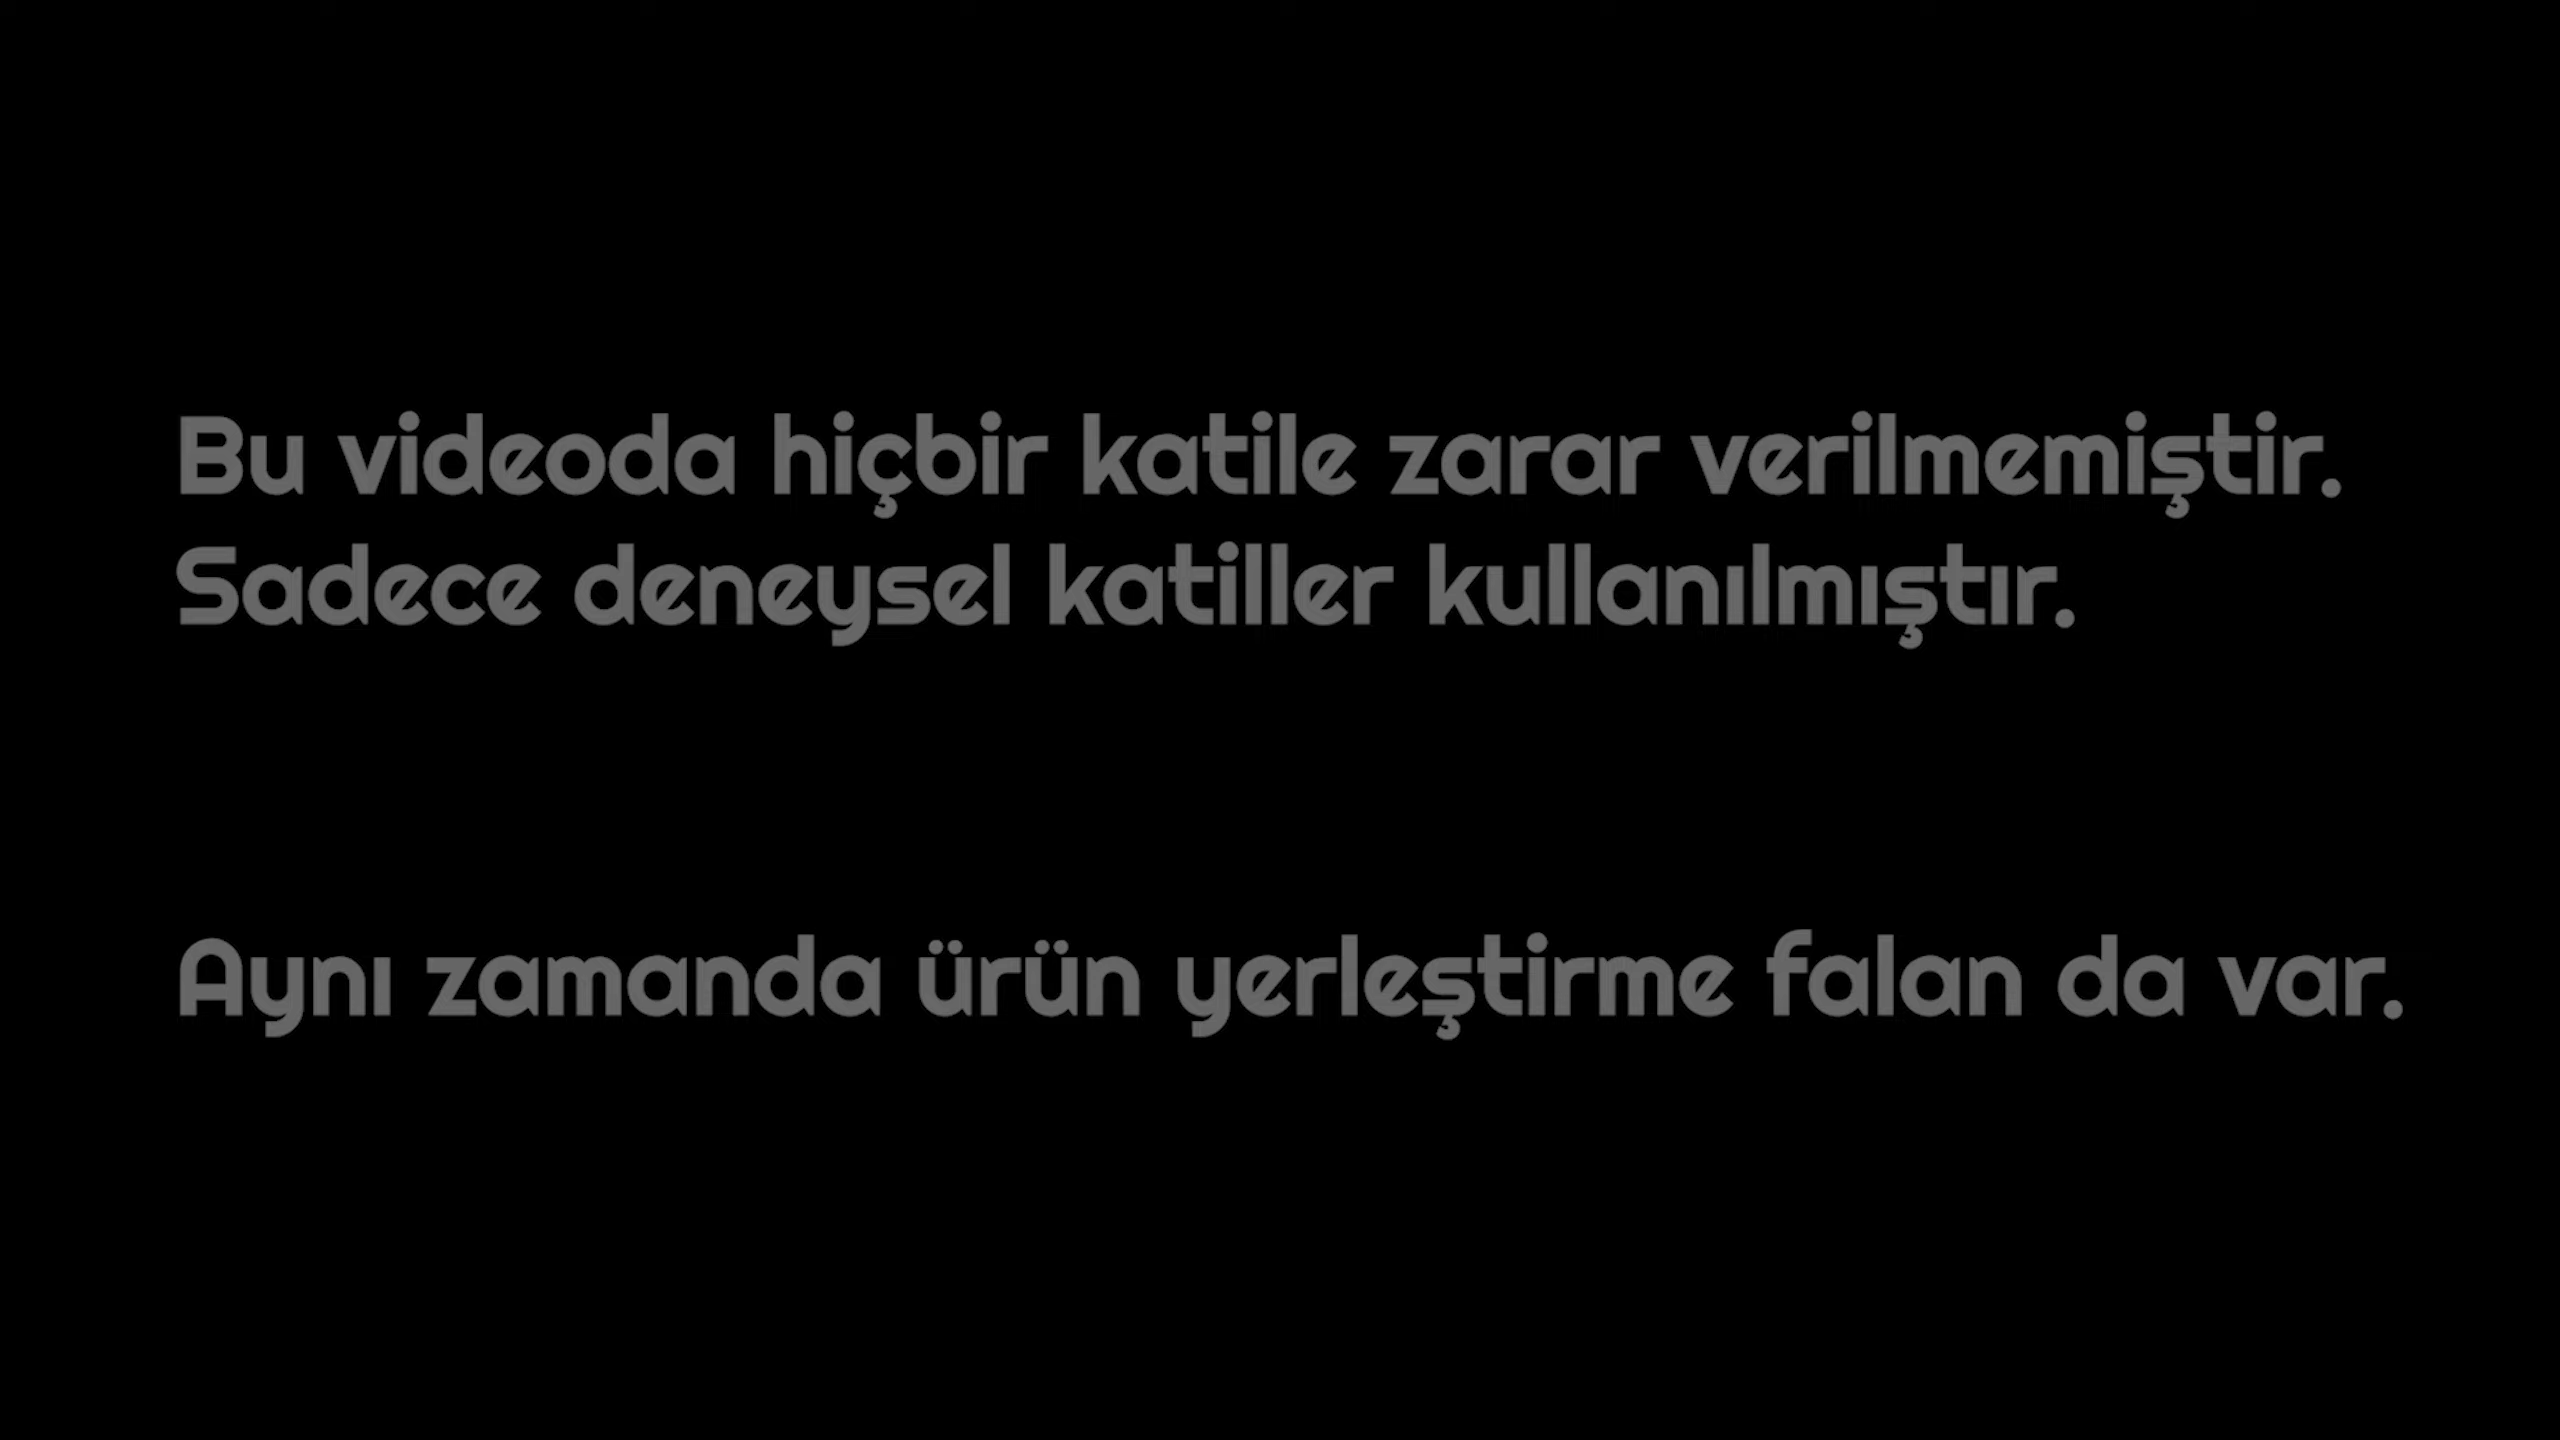 Bu videoda hiçbir katile zarar verilmemiştir.
Sadece deneysel katiller kullanılmıştır.
Aynı zamanda ürün yerleştirme falan da var.